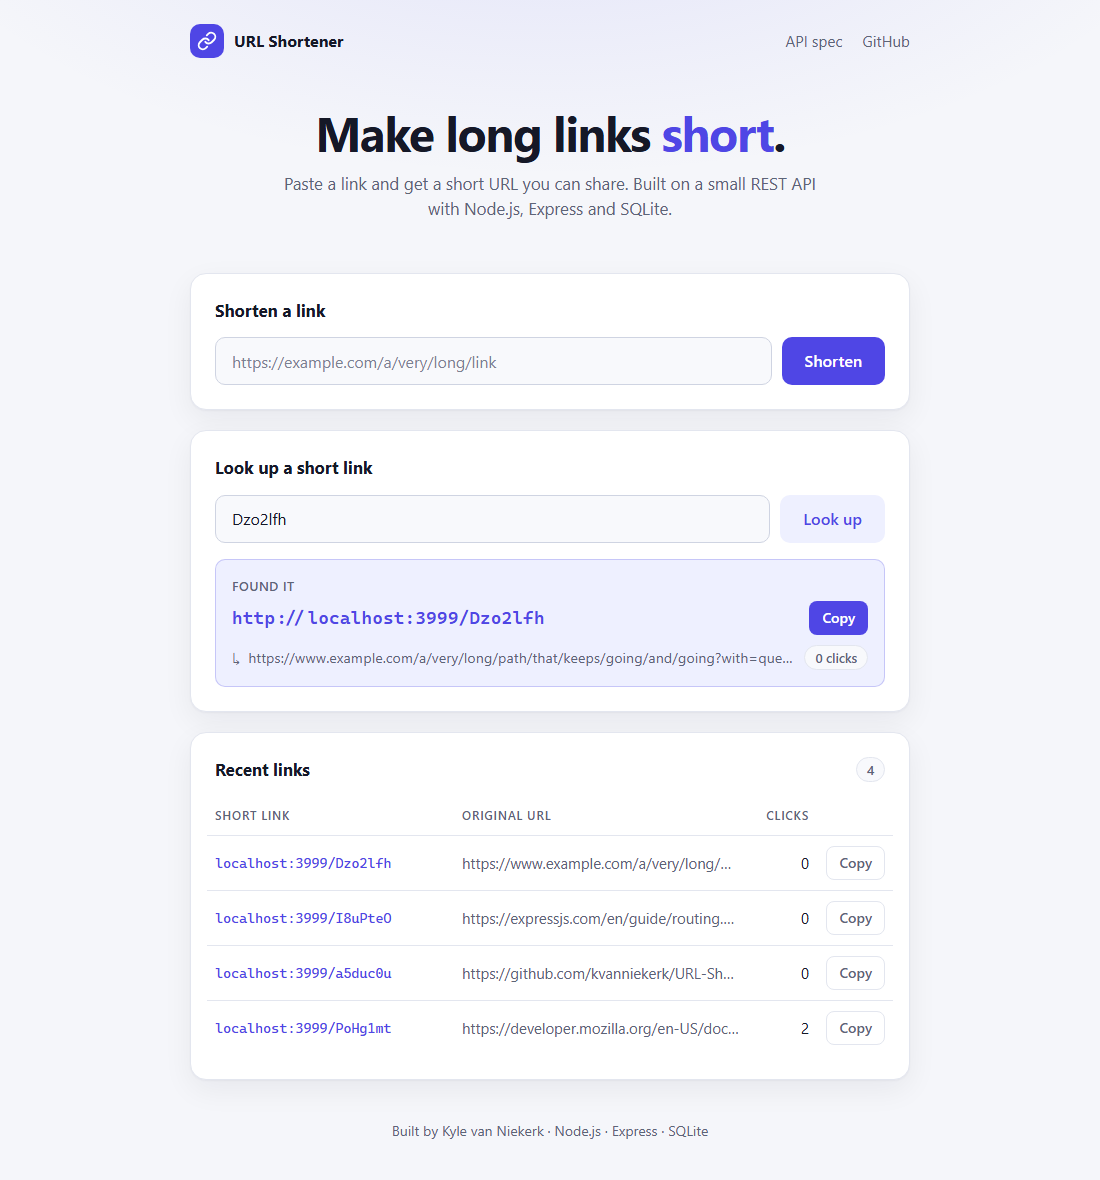 URL Shortener
API spec
GitHub
Make long links short.
Paste a link and get a short URL you can share. Built on a small REST API
with Node.js, Express and SQLite.
Shorten a link
https://example.com/a/very/long/link
Shorten
Look up a short link
Dzo2lfh
Look up
FOUND IT
http://localhost:3999/Dzo2lfh
Copy
↳ https://www.example.com/a/very/long/path/that/keeps/going/and/going?with=que...
0 clicks
Recent links
4
SHORT LINK
ORIGINAL URL
CLICKS
localhost:3999/Dzo2lfh
https://www.example.com/a/very/long/...
0
Copy
localhost:3999/I8uPteO
https://expressjs.com/en/guide/routing....
0
Copy
localhost:3999/a5duc0u
https://github.com/kvanniekerk/URL-Sh...
0
Copy
localhost:3999/PoHg1mt
https://developer.mozilla.org/en-US/doc...
2
Copy
Built by Kyle van Niekerk · Node.js · Express · SQLite